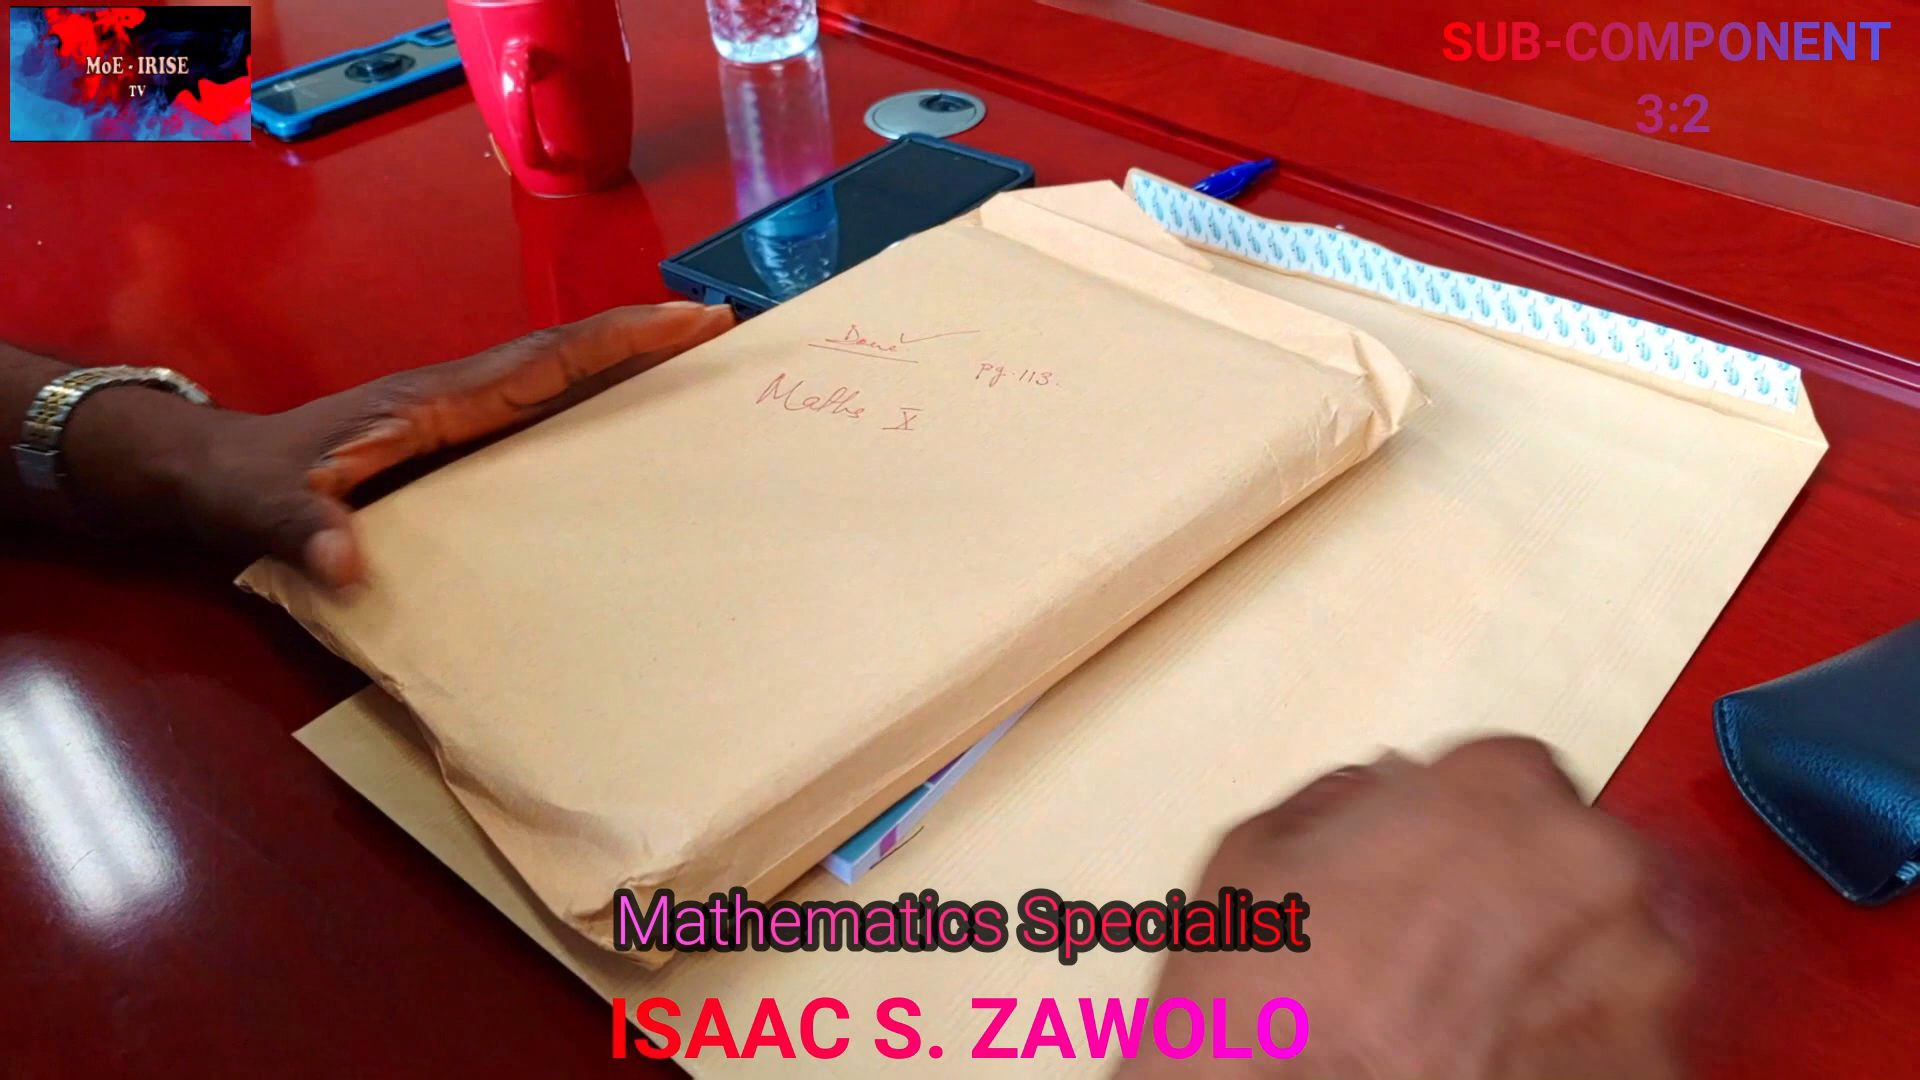 MoE - IRISE
TV
SUB-COMPONENT
3:2
Done ✓
pg. 113.
Maths X
Mathematics Specialist
ISAAC S. ZAWOLO